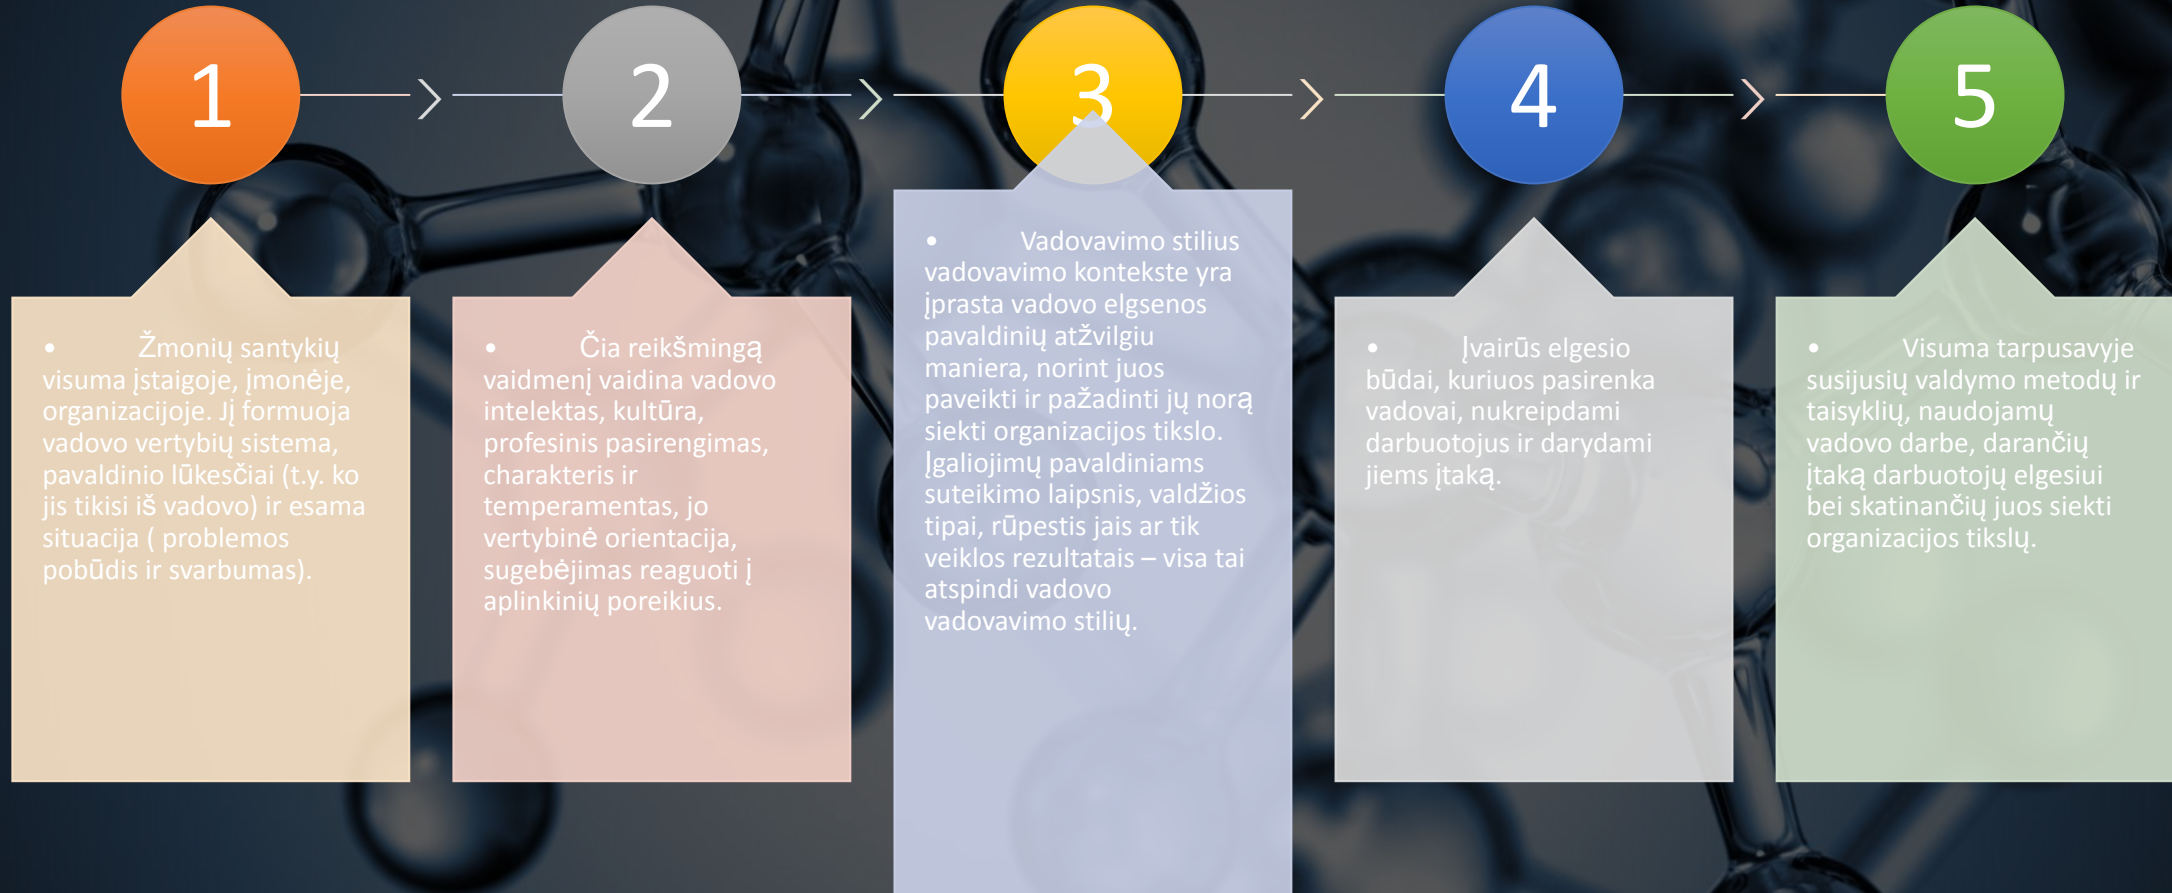 1
2
3
4
5
• Žmonių santykių
visuma įstaigoje, įmonėje,
organizacijoje. Jį formuoja
vadovo vertybių sistema,
pavaldinio lūkesčiai (t.y. ko
jis tikisi iš vadovo) ir esama
situacija ( problemos
pobūdis ir svarbumas).
• Čia reikšmingą
vaidmenį vaidina vadovo
intelektas, kultūra,
profesinis pasirengimas,
charakteris ir
temperamentas, jo
vertybinė orientacija,
sugebėjimas reaguoti į
aplinkinių poreikius.
• Vadovavimo stilius
vadovavimo kontekste yra
įprasta vadovo elgsenos
pavaldinių atžvilgiu
maniera, norint juos
paveikti ir pažadinti jų norą
siekti organizacijos tikslo.
Įgaliojimų pavaldiniams
suteikimo laipsnis, valdžios
tipai, rūpestis jais ar tik
veiklos rezultatais – visa tai
atspindi vadovo
vadovavimo stilių.
• Įvairūs elgesio
būdai, kuriuos pasirenka
vadovai, nukreipdami
darbuotojus ir darydami
jiems įtaką.
• Visuma tarpusavyje
susijusių valdymo metodų ir
taisyklių, naudojamų
vadovo darbe, darančių
įtaką darbuotojų elgesiui
bei skatinančių juos siekti
organizacijos tikslų.